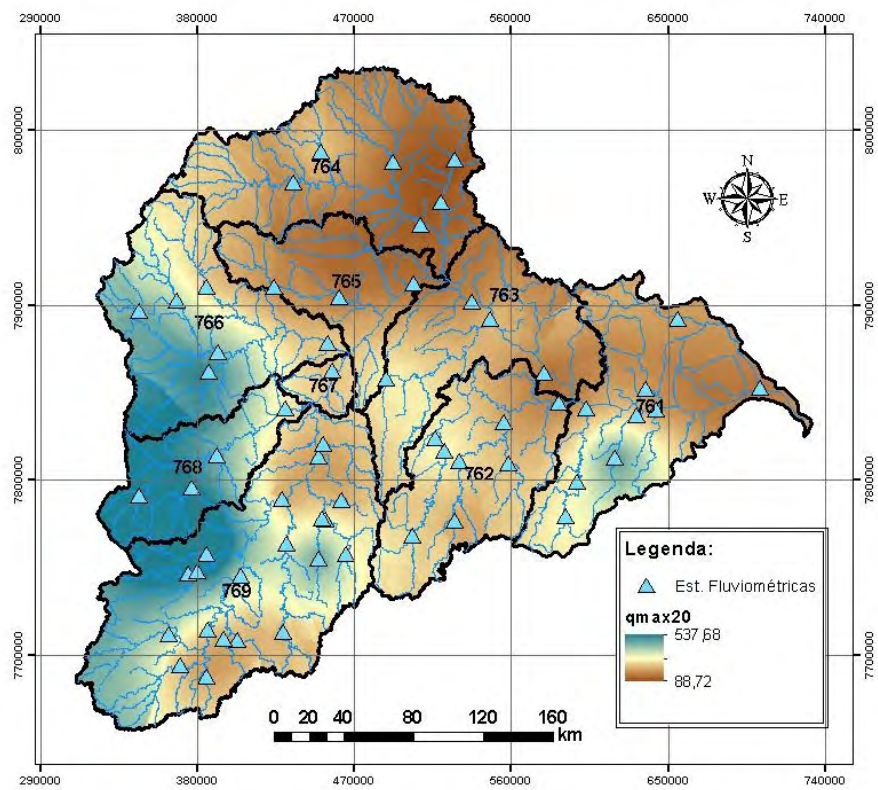 290000 380000 470000 560000 650000 740000
8000000 8000000
764
N
W E
S
765
763
7900000 7900000
766
767
761
768
762
7800000 7800000
Legenda:
Est. Fluviométricas
769
qmax20
537,68
88,72
7700000 7700000
0 20 40 80 120 160
km
290000 380000 470000 560000 650000 740000